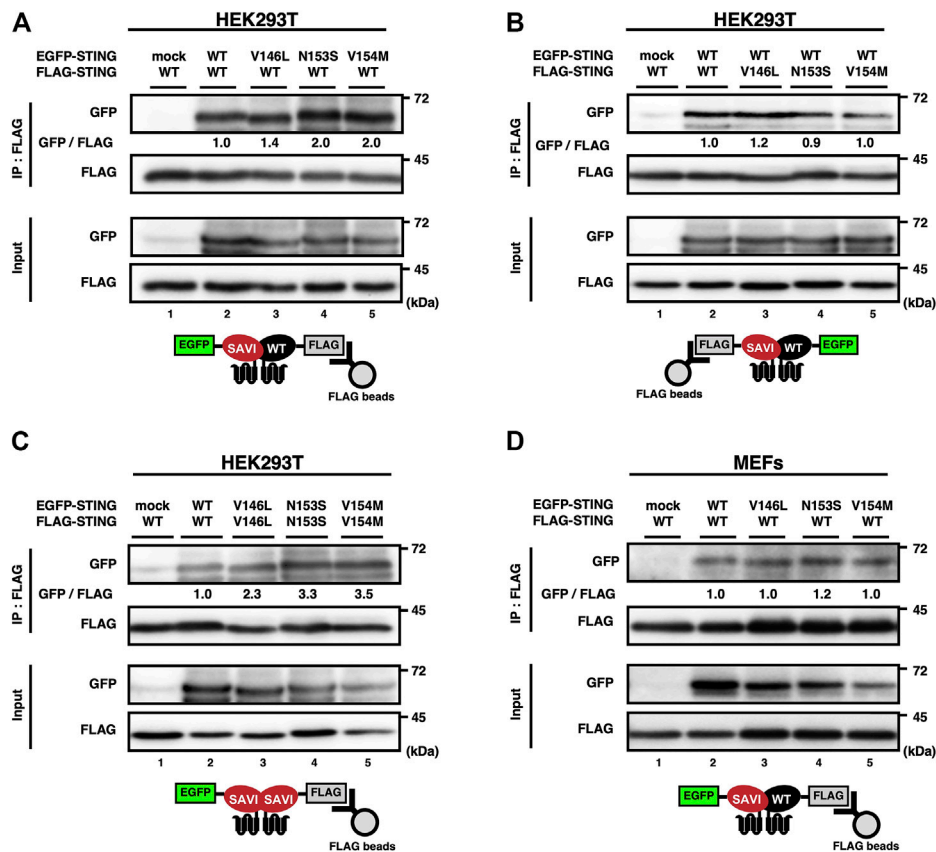 A
HEK293T
EGFP-STING mock WT V146L N153S V154M
FLAG-STING WT WT WT WT WT
IP : FLAG
GFP 72
GFP / FLAG 1.0 1.4 2.0 2.0
FLAG 45
Input
GFP 72
FLAG 45
(kDa)
1 2 3 4 5
EGFP SAVI WT FLAG
FLAG beads
B
HEK293T
EGFP-STING mock WT WT WT WT
FLAG-STING WT WT V146L N153S V154M
IP : FLAG
GFP 72
GFP / FLAG 1.0 1.2 0.9 1.0
FLAG 45
Input
GFP 72
FLAG 45
(kDa)
1 2 3 4 5
FLAG SAVI WT EGFP
FLAG beads
C
HEK293T
EGFP-STING mock WT V146L N153S V154M
FLAG-STING WT WT V146L N153S V154M
IP : FLAG
GFP 72
GFP / FLAG 1.0 2.3 3.3 3.5
FLAG 45
Input
GFP 72
FLAG 45
(kDa)
1 2 3 4 5
EGFP SAVI SAVI FLAG
FLAG beads
D
MEFs
EGFP-STING mock WT V146L N153S V154M
FLAG-STING WT WT WT WT WT
IP : FLAG
GFP 72
GFP / FLAG 1.0 1.0 1.2 1.0
FLAG 45
Input
GFP 72
FLAG 45
(kDa)
1 2 3 4 5
EGFP SAVI WT FLAG
FLAG beads